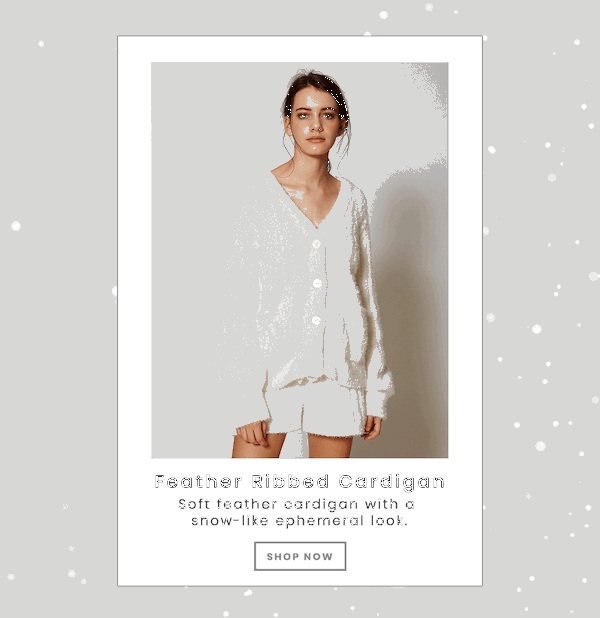 Feather Ribbed Cardigan
Soft feather cardigan with a
snow-like ephemeral look.
SHOP NOW